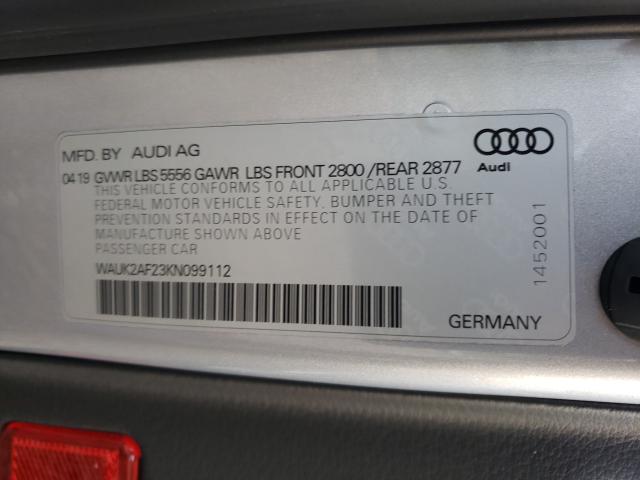 MFD. BY AUDI AG
04 19 GVWR LBS 5556 GAWR LBS FRONT 2800 /REAR 2877
THIS VEHICLE CONFORMS TO ALL APPLICABLE U.S.
FEDERAL MOTOR VEHICLE SAFETY, BUMPER AND THEFT
PREVENTION STANDARDS IN EFFECT ON THE DATE OF
MANUFACTURE SHOWN ABOVE
PASSENGER CAR
WAUK2AF23KN099112
Audi
1452001
GERMANY